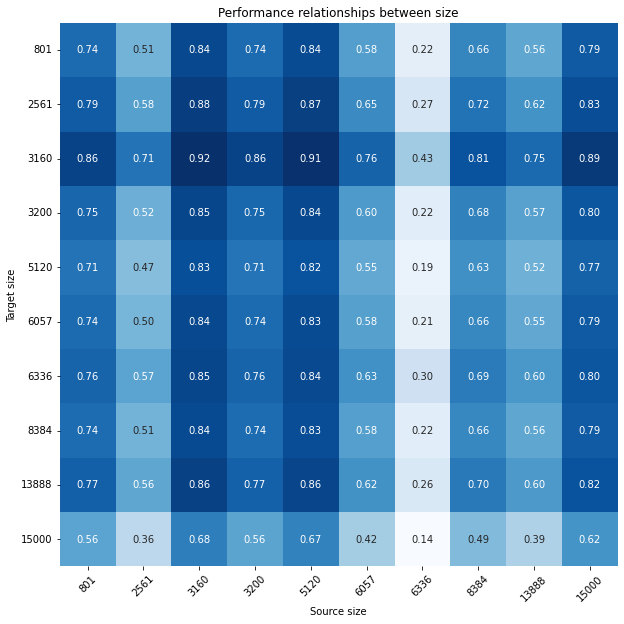 Performance relationships between size
801 0.74 0.51 0.84 0.74 0.84 0.58 0.22 0.66 0.56 0.79
2561 0.79 0.58 0.88 0.79 0.87 0.65 0.27 0.72 0.62 0.83
3160 0.86 0.71 0.92 0.86 0.91 0.76 0.43 0.81 0.75 0.89
3200 0.75 0.52 0.85 0.75 0.84 0.60 0.22 0.68 0.57 0.80
5120 0.71 0.47 0.83 0.71 0.82 0.55 0.19 0.63 0.52 0.77
Target size
6057 0.74 0.50 0.84 0.74 0.83 0.58 0.21 0.66 0.55 0.79
6336 0.76 0.57 0.85 0.76 0.84 0.63 0.30 0.69 0.60 0.80
8384 0.74 0.51 0.84 0.74 0.83 0.58 0.22 0.66 0.56 0.79
13888 0.77 0.56 0.86 0.77 0.86 0.62 0.26 0.70 0.60 0.82
15000 0.56 0.36 0.68 0.56 0.67 0.42 0.14 0.49 0.39 0.62
801 2561 3160 3200 5120 6057 6336 8384 13888 15000
Source size